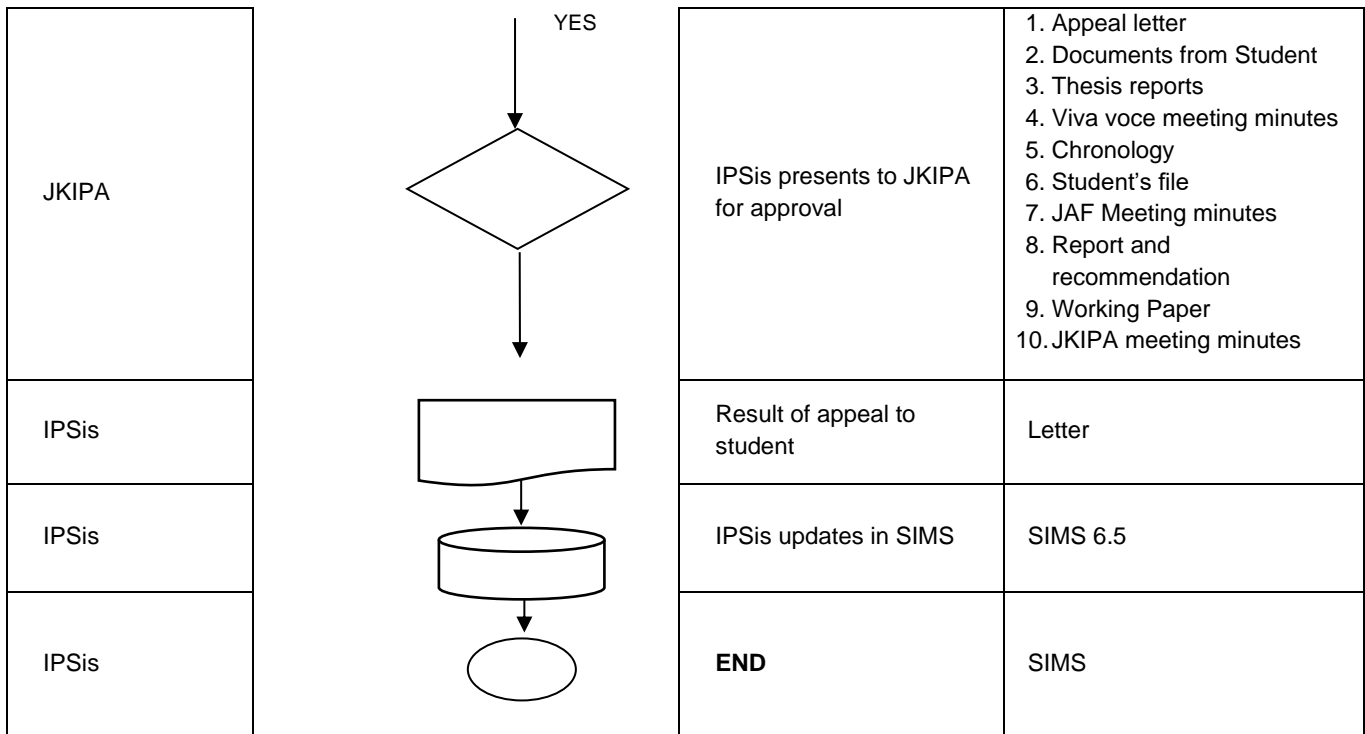 YES
JKIPA
IPSis presents to JKIPA
for approval
1. Appeal letter
2. Documents from Student
3. Thesis reports
4. Viva voce meeting minutes
5. Chronology
6. Student’s file
7. JAF Meeting minutes
8. Report and
recommendation
9. Working Paper
10. JKIPA meeting minutes
IPSis
Result of appeal to
student
Letter
IPSis
IPSis updates in SIMS
SIMS 6.5
IPSis
END
SIMS